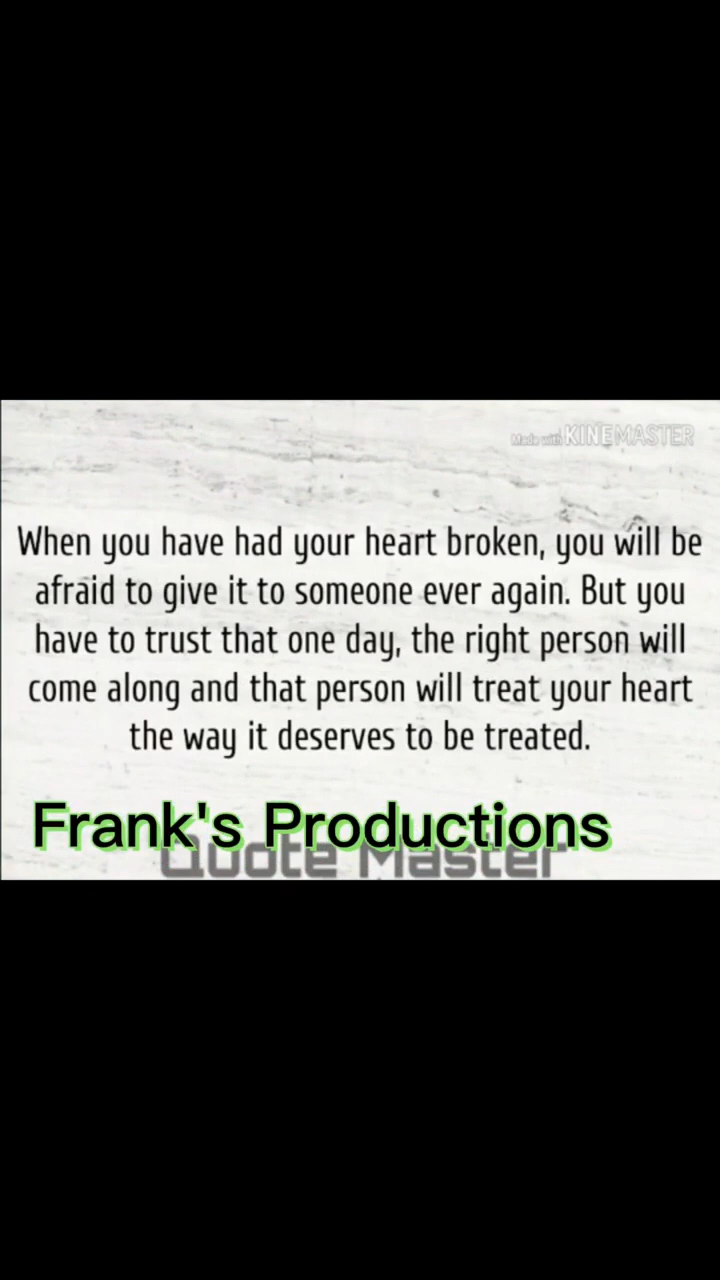 Made with KINEMASTER
When you have had your heart broken, you will be
afraid to give it to someone ever again. But you
have to trust that one day, the right person will
come along and that person will treat your heart
the way it deserves to be treated.
Frank's Productions
Quote Master